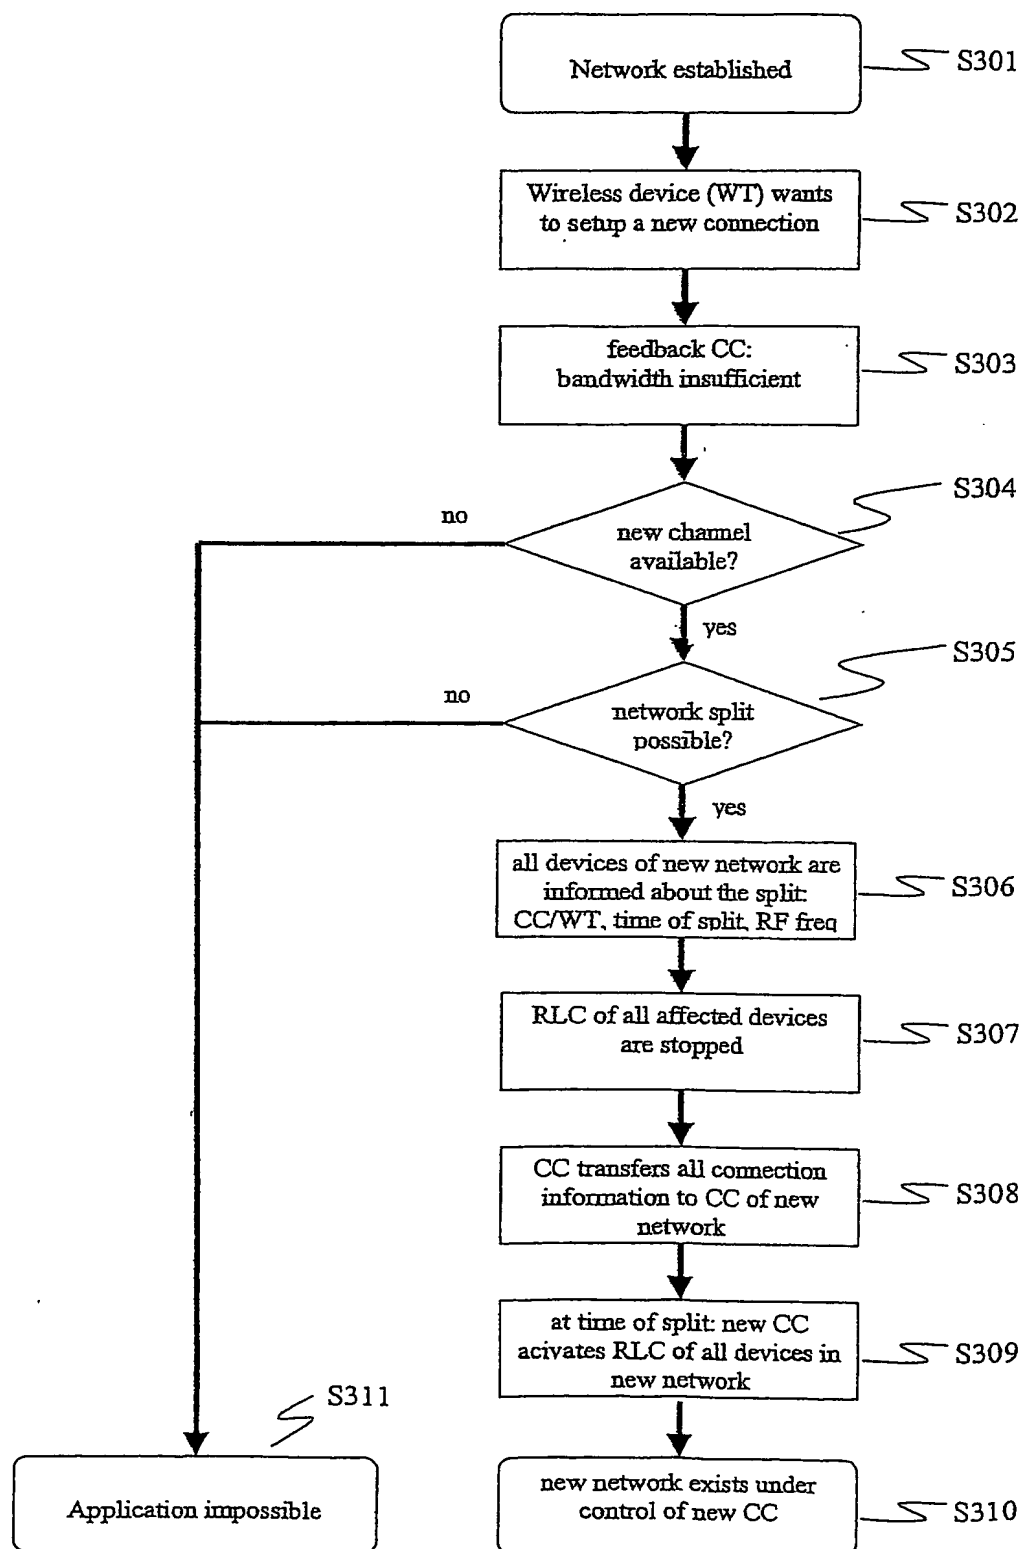 Network established
S301
Wireless device (WT) wants
to setup a new connection
S302
feedback CC:
bandwidth insufficient
S303
new channel
available?
S304
no
yes
network split
possible?
S305
no
yes
all devices of new network are
informed about the split:
CC/WT, time of split, RF freq
S306
RLC of all affected devices
are stopped
S307
CC transfers all connection
information to CC of new
network
S308
at time of split: new CC
acivates RLC of all devices in
new network
S309
S311
Application impossible
new network exists under
control of new CC
S310